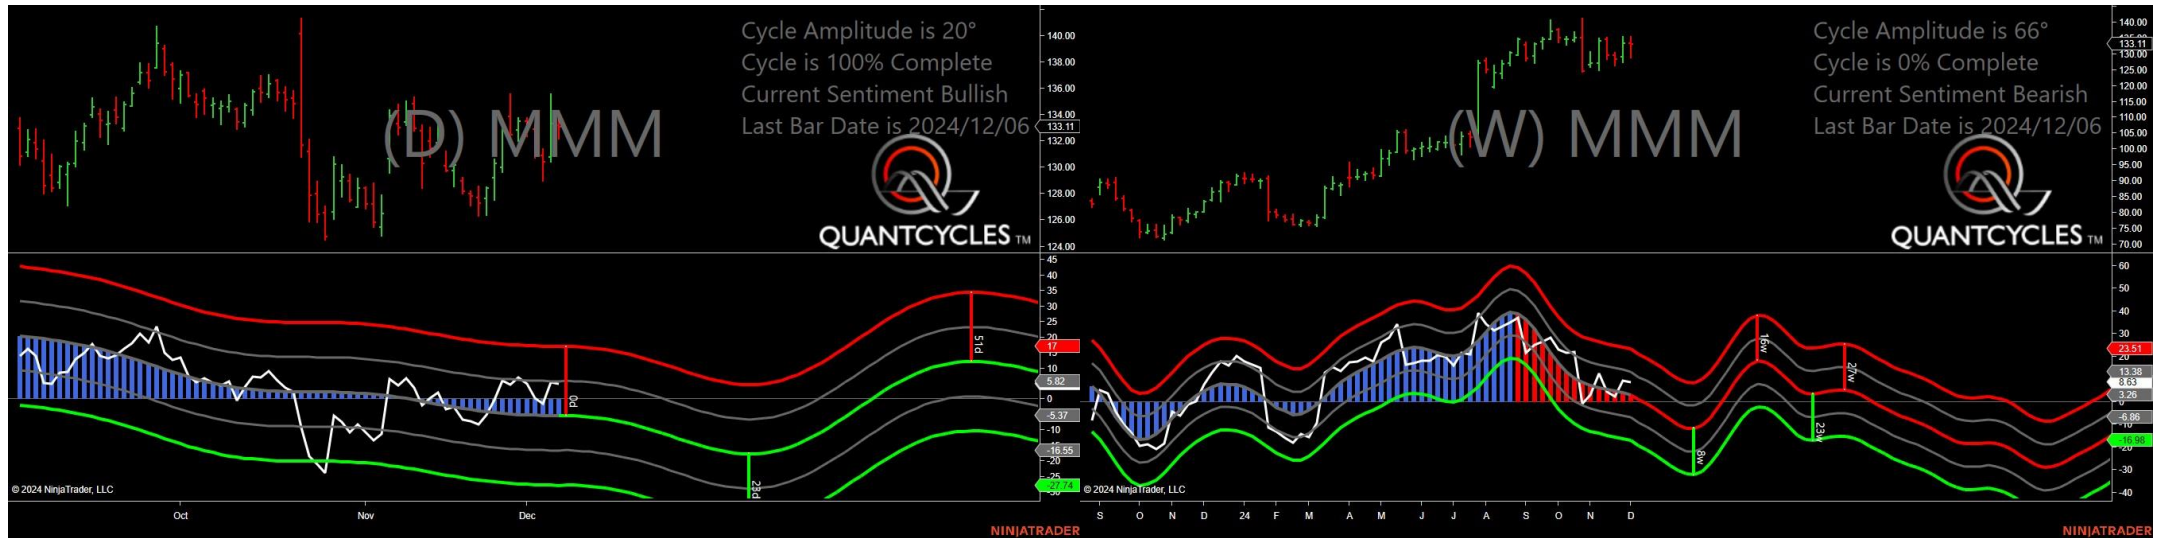 Cycle Amplitude is 20°
Cycle is 100% Complete
Current Sentiment Bullish
Last Bar Date is 2024/12/06
(D) MMM
QUANTCYCLES TM
140.00
138.00
136.00
134.00
133.11
132.00
130.00
128.00
126.00
124.00
45
40
35
30
25
20
17
10
5.82
0
-5.37
-10
-16.55
-20
-27.74
0d
23d
51d
© 2024 NinjaTrader, LLC
Oct
Nov
Dec
NINJATRADER
Cycle Amplitude is 66°
Cycle is 0% Complete
Current Sentiment Bearish
Last Bar Date is 2024/12/06
(W) MMM
QUANTCYCLES TM
140.00
133.11
130.00
125.00
120.00
115.00
110.00
105.00
100.00
95.00
90.00
85.00
80.00
75.00
70.00
60
50
40
30
23.51
20
13.38
8.63
3.26
-6.86
-16.98
-30
-40
8w
16w
23w
27w
© 2024 NinjaTrader, LLC
S O N D 24 F M A M J J A S O N D
NINJATRADER